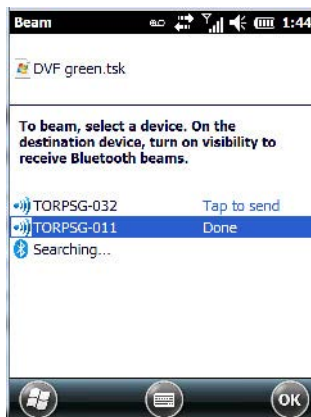 Beam 1:44
DVF green.tsk
To beam, select a device. On the
destination device, turn on visibility to
receive Bluetooth beams.
TORPSG-032 Tap to send
TORPSG-011 Done
Searching...
OK